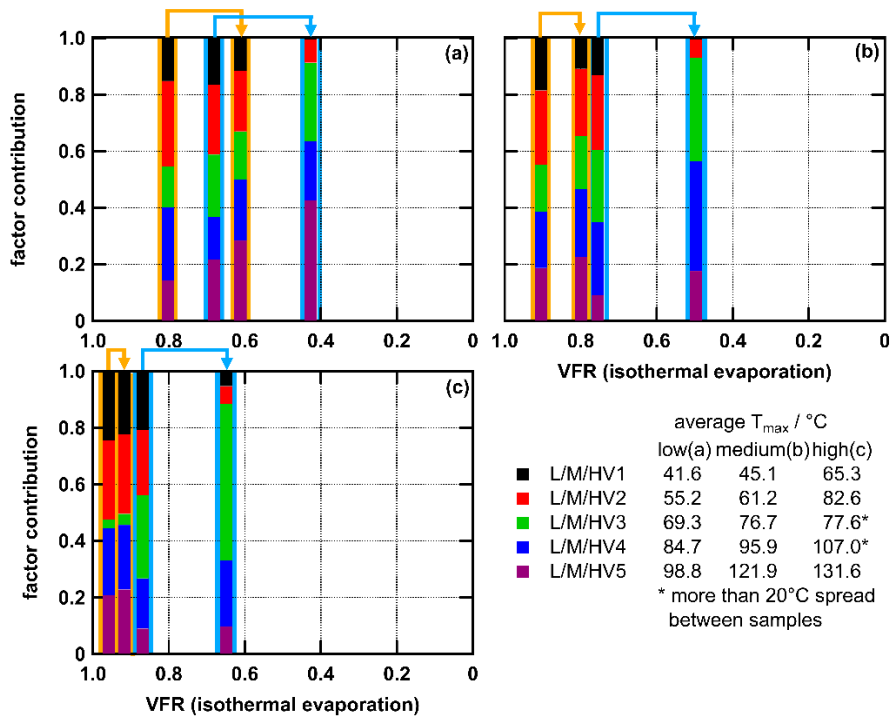 (a)
1.0
0.8
0.6
0.4
0.2
0
factor contribution
1.0 0.8 0.6 0.4 0.2 0
(b)
1.0 0.8 0.6 0.4 0.2 0
VFR (isothermal evaporation)
(c)
1.0
0.8
0.6
0.4
0.2
0
factor contribution
1.0 0.8 0.6 0.4 0.2 0
VFR (isothermal evaporation)
average Tmax / °C
low(a) medium(b) high(c)
L/M/HV1 41.6 45.1 65.3
L/M/HV2 55.2 61.2 82.6
L/M/HV3 69.3 76.7 77.6*
L/M/HV4 84.7 95.9 107.0*
L/M/HV5 98.8 121.9 131.6
* more than 20°C spread
between samples